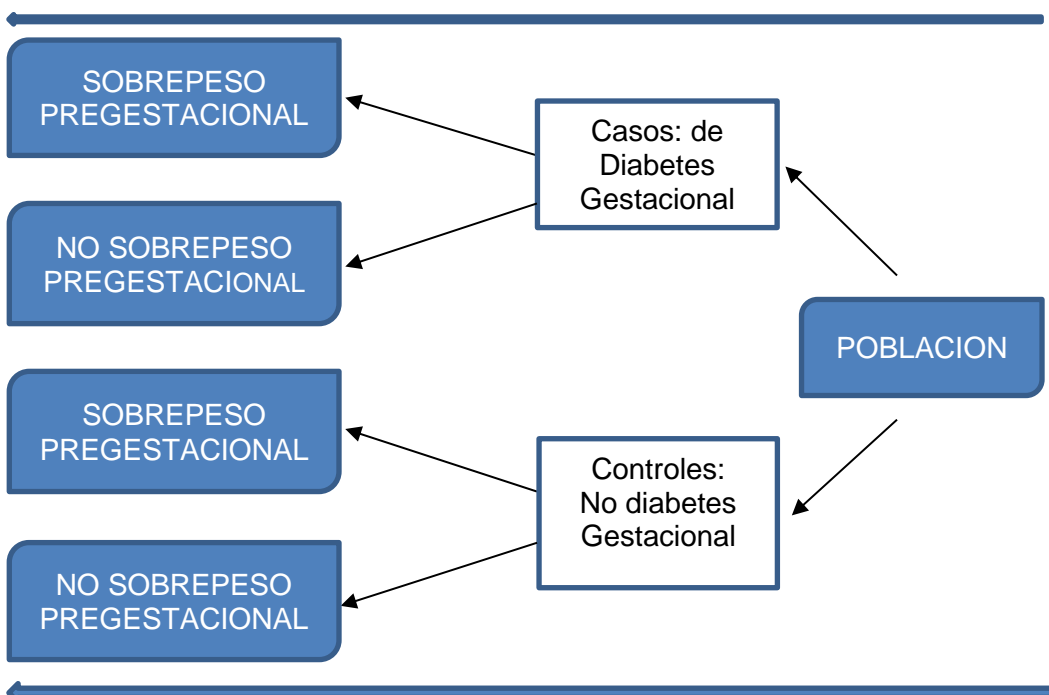 SOBREPESO
PREGESTACIONAL
NO SOBREPESO
PREGESTACIONAL
SOBREPESO
PREGESTACIONAL
NO SOBREPESO
PREGESTACIONAL
Casos: de
Diabetes
Gestacional
Controles:
No diabetes
Gestacional
POBLACION